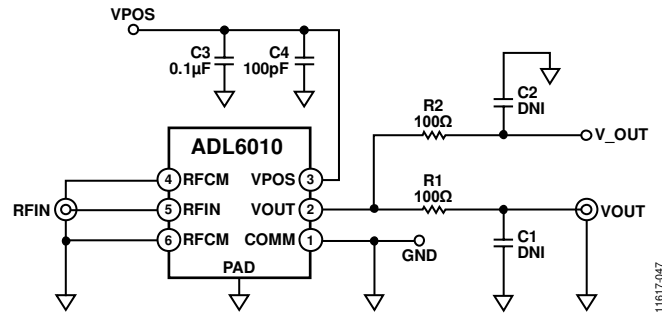 VPOS
C3
0.1µF
C4
100pF
C2
DNI
R2
100Ω
V_OUT
ADL6010
4
RFCM
VPOS
3
R1
100Ω
RFIN
5
RFIN
VOUT
2
VOUT
6
RFCM
COMM
1
GND
C1
DNI
PAD
11617-047